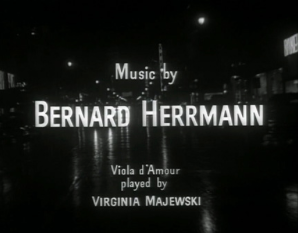 Music by
BERNARD HERRMANN
Viola d'Amour
played by
VIRGINIA MAJEWSKI